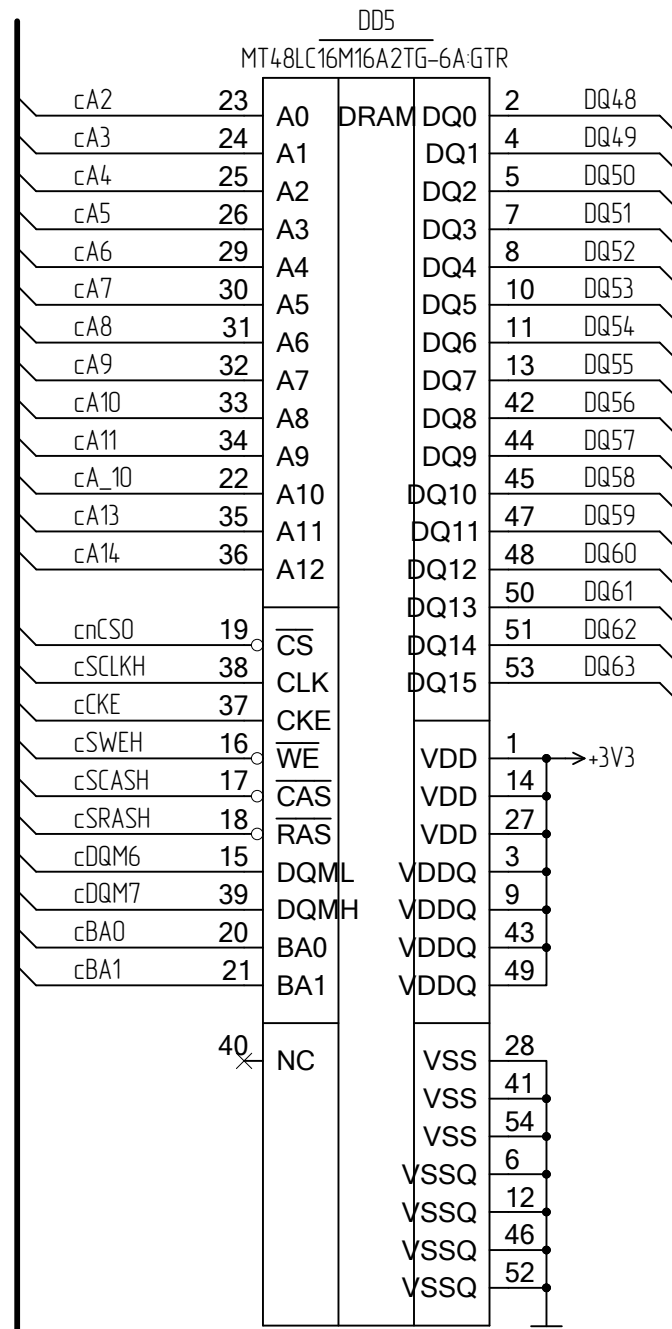 DD5
MT48LC16M16A2TG-6A:GTR
cA2 23 A0 DRAM DQ0 2 DQ48
cA3 24 A1 DQ1 4 DQ49
cA4 25 A2 DQ2 5 DQ50
cA5 26 A3 DQ3 7 DQ51
cA6 29 A4 DQ4 8 DQ52
cA7 30 A5 DQ5 10 DQ53
cA8 31 A6 DQ6 11 DQ54
cA9 32 A7 DQ7 13 DQ55
cA10 33 A8 DQ8 42 DQ56
cA11 34 A9 DQ9 44 DQ57
cA_10 22 A10 DQ10 45 DQ58
cA13 35 A11 DQ11 47 DQ59
cA14 36 A12 DQ12 48 DQ60
DQ13 50 DQ61
cnCS0 19 CS DQ14 51 DQ62
cSCLKH 38 CLK DQ15 53 DQ63
cCKE 37 CKE
cSWEH 16 WE VDD 1 +3V3
cSCASH 17 CAS VDD 14
cSRASH 18 RAS VDD 27
cDQM6 15 DQML VDDQ 3
cDQM7 39 DQMH VDDQ 9
cBA0 20 BA0 VDDQ 43
cBA1 21 BA1 VDDQ 49
40 NC VSS 28
VSS 41
VSS 54
VSSQ 6
VSSQ 12
VSSQ 46
VSSQ 52